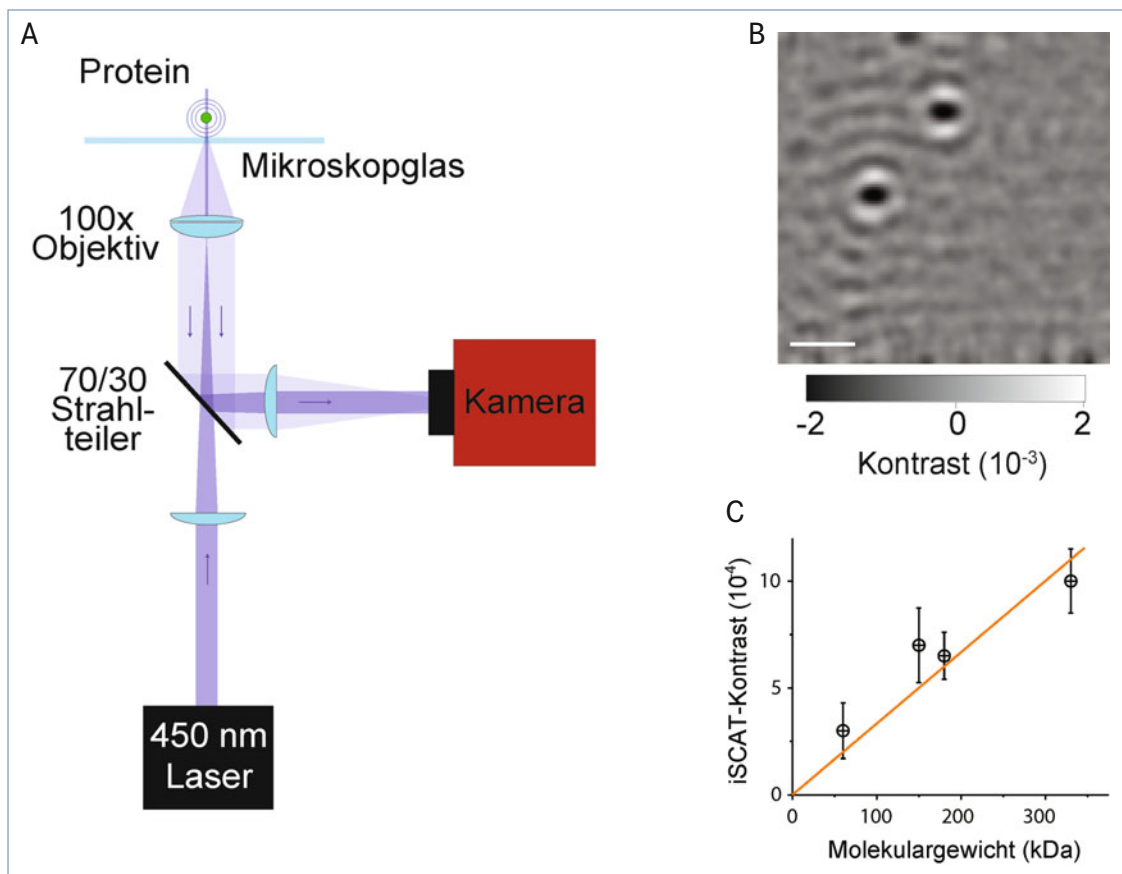 A
Protein
Mikroskopglas
100x
Objektiv
70/30
Strahl-
teiler
Kamera
450 nm
Laser
B
-2 0 2
Kontrast (10⁻³)
C
iSCAT-Kontrast (10⁻⁴)
10
5
0
0 100 200 300
Molekulargewicht (kDa)